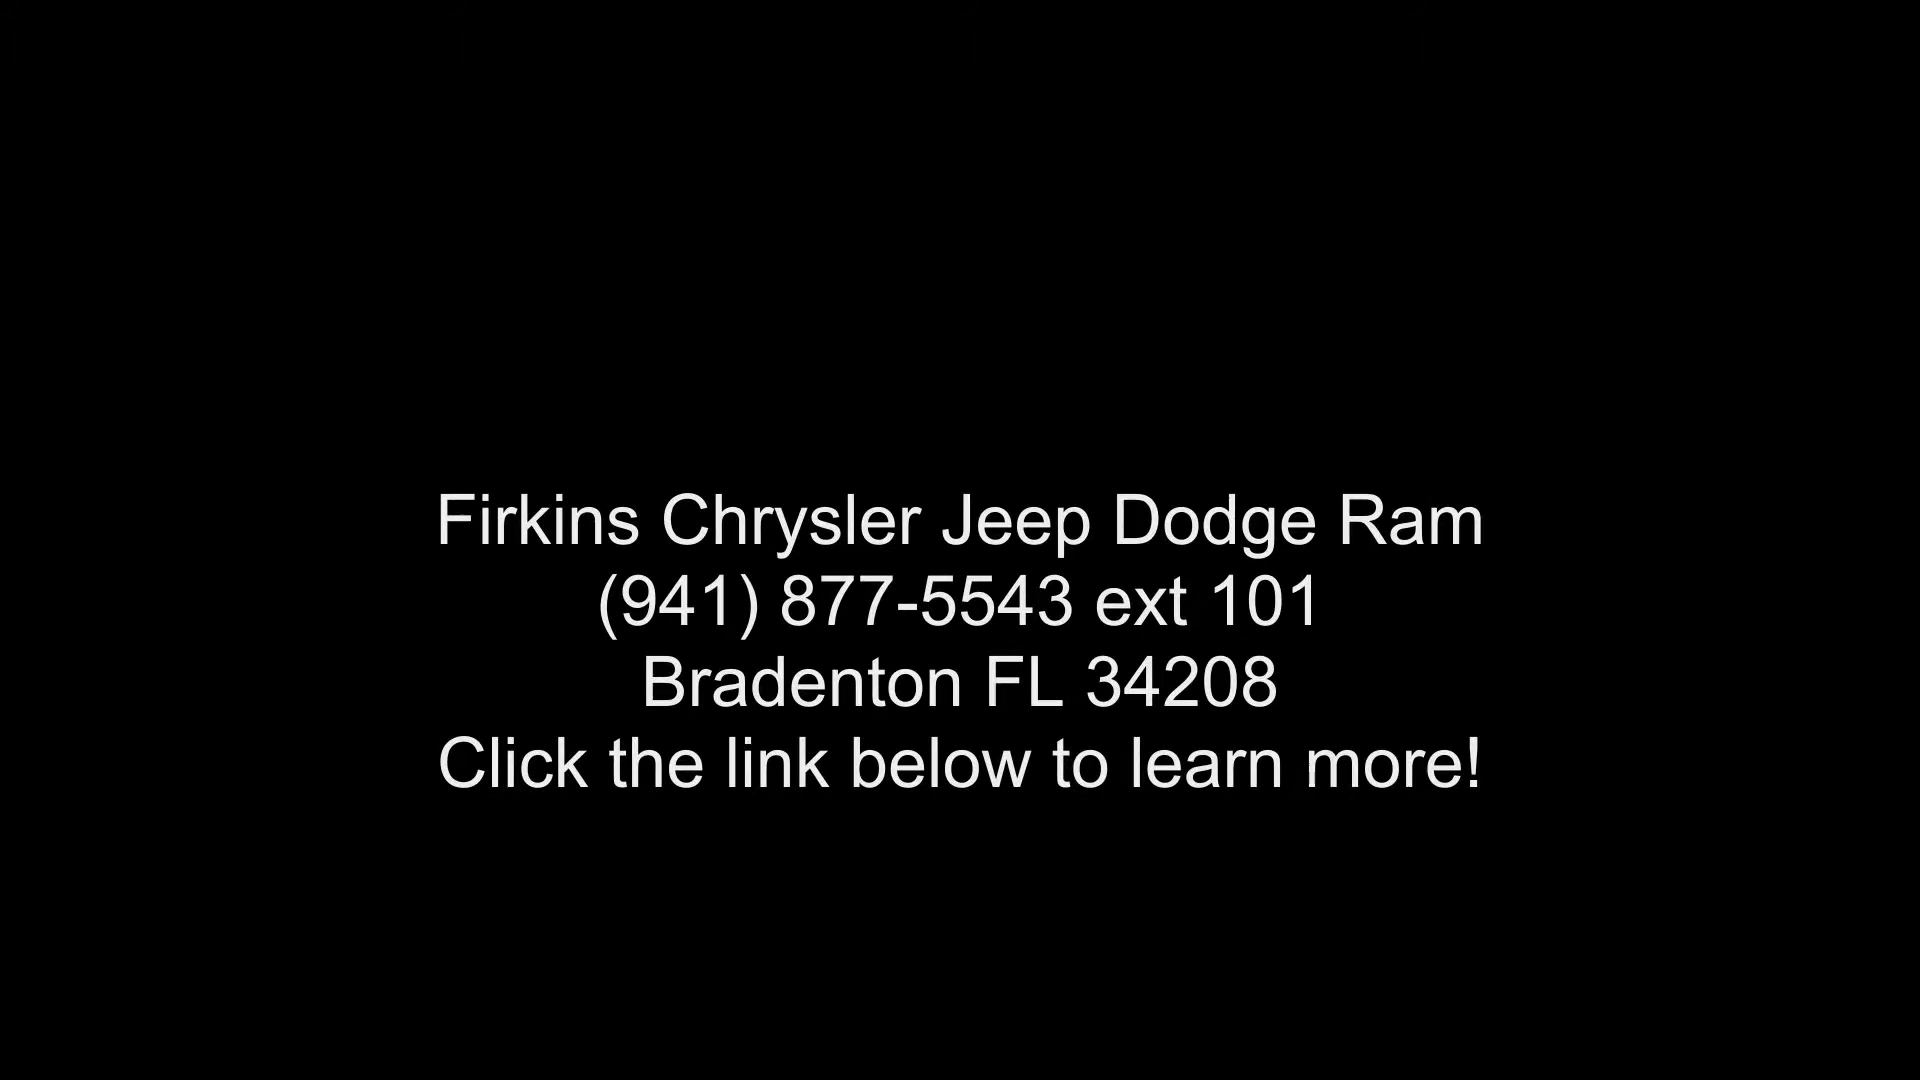 Firkins Chrysler Jeep Dodge Ram
(941) 877-5543 ext 101
Bradenton FL 34208
Click the link below to learn more!